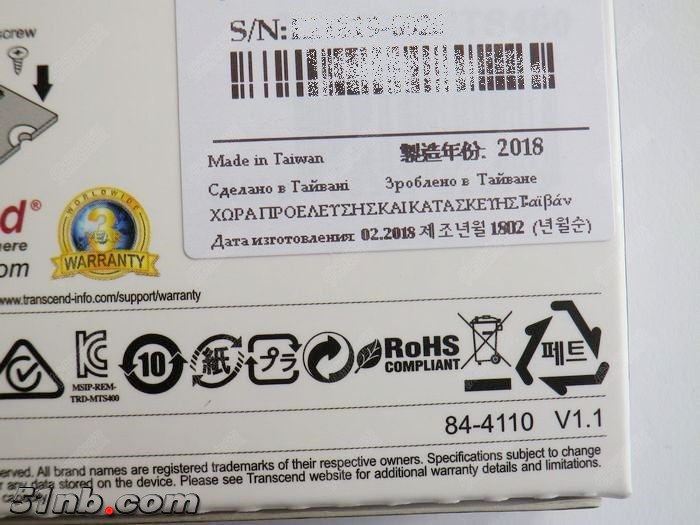 screw
S/N:
Made in Taiwan
製造年份: 2018
Сделано в Тайвані Зроблено в Тайване
ΧΩΡΑ ΠΡΟΕΛΕΥΣΗΣ ΚΑΙ ΚΑΤΑΣΚΕΥΗΣ: Ταϊβάν
Дата изготовления: 02.2018 제조년월 1802 (년월순)
WORLDWIDE
3
WARRANTY
d®
here
om
www.transcend-info.com/support/warranty
MSIP-REM-
TRD-MTS400
10
紙
プラ
RoHS
COMPLIANT
페트
84-4110 V1.1
erved. All brand names are registered trademarks of their respective owners. Specifications subject to change
are stored on the device. Please see Transcend website for additional warranty details and limitations.
capacity
51nb.com